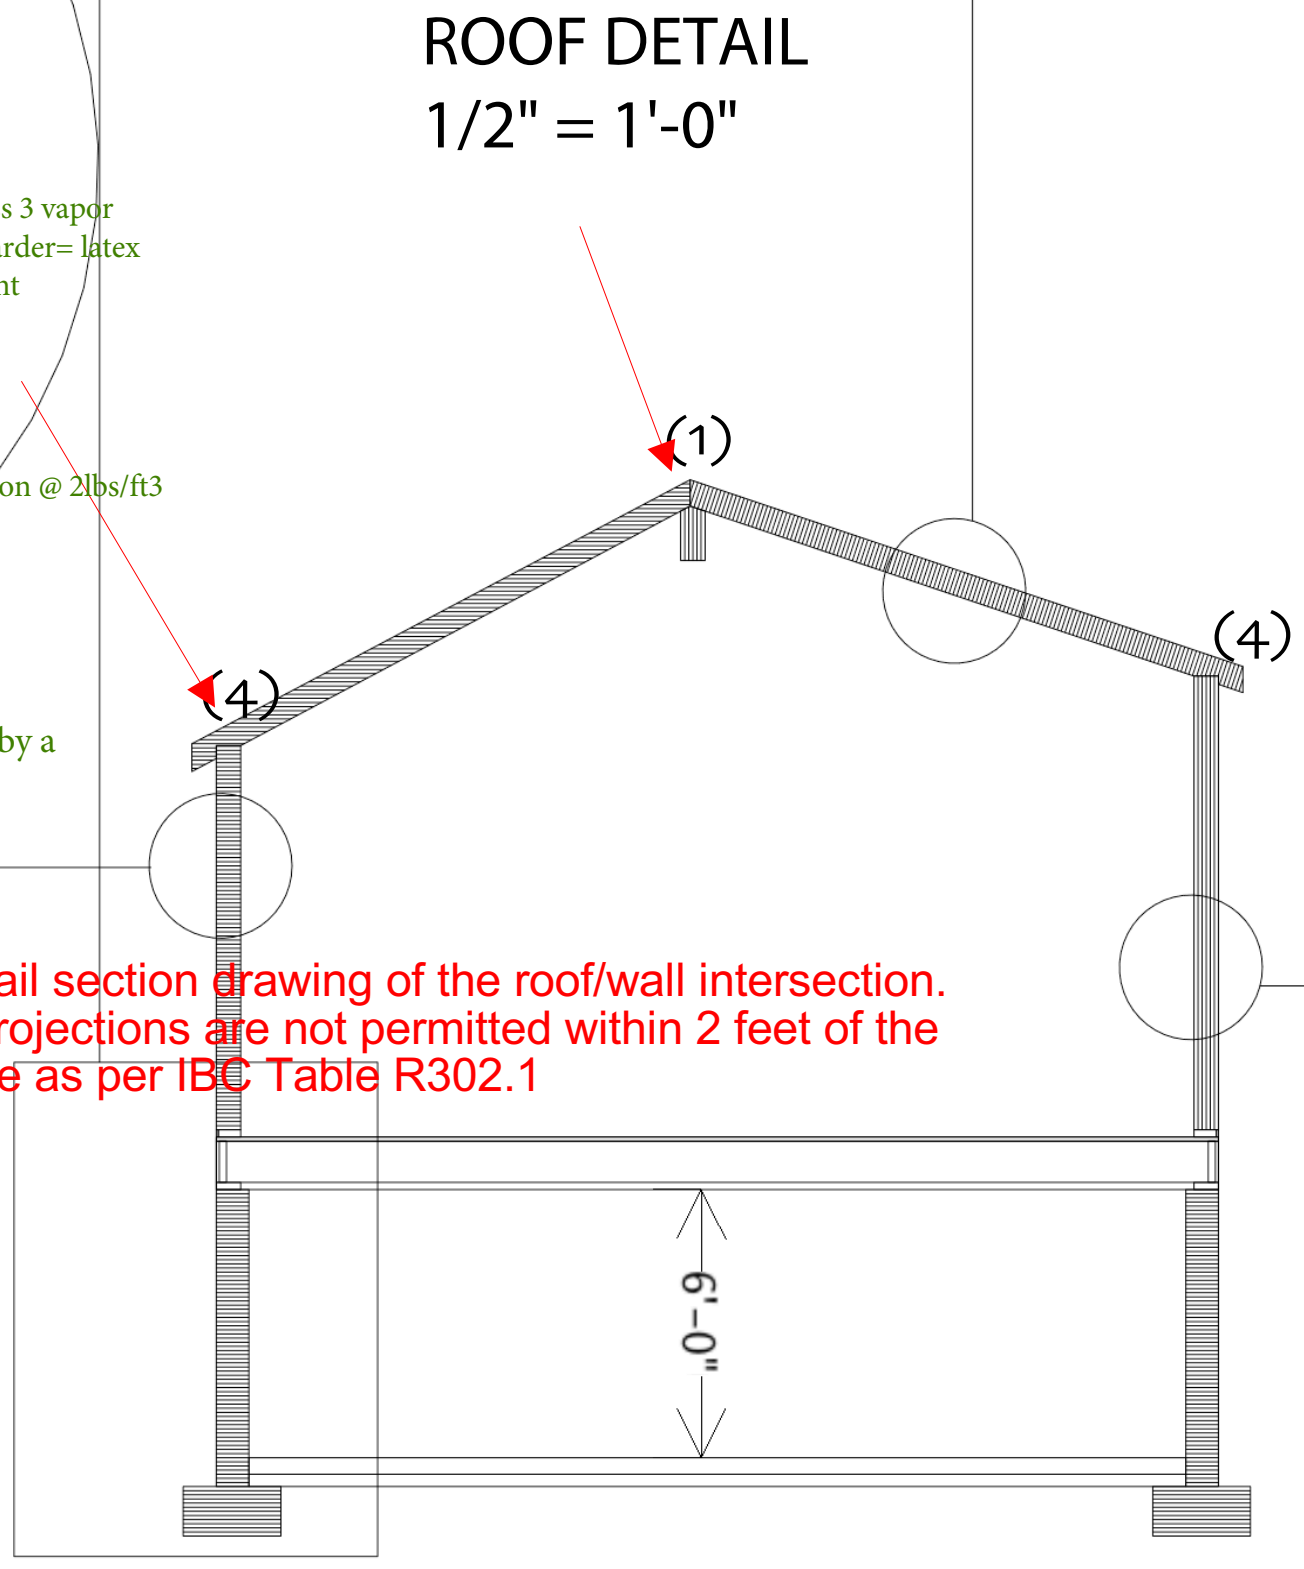 ROOF DETAIL
1/2" = 1'-0"
s 3 vapor
arder= latex
nt
(1)
on @ 2lbs/ft3
(4)
(4)
by a
ail section drawing of the roof/wall intersection.
rojections are not permitted within 2 feet of the
e as per IBC Table R302.1
6'-0"